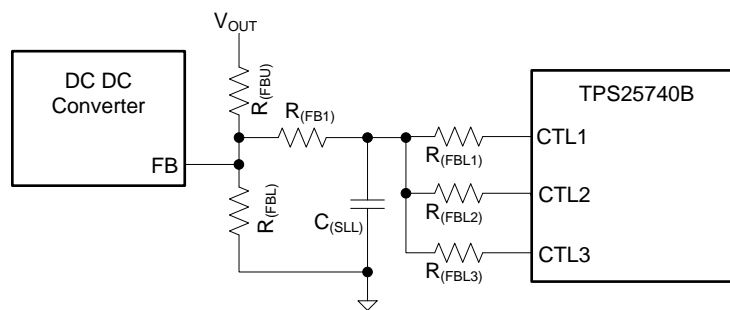 VOUT
DC DC
Converter
FB
R(FBU)
R(FB1)
R(FBL)
C(SLL)
R(FBL1)
R(FBL2)
R(FBL3)
TPS25740B
CTL1
CTL2
CTL3